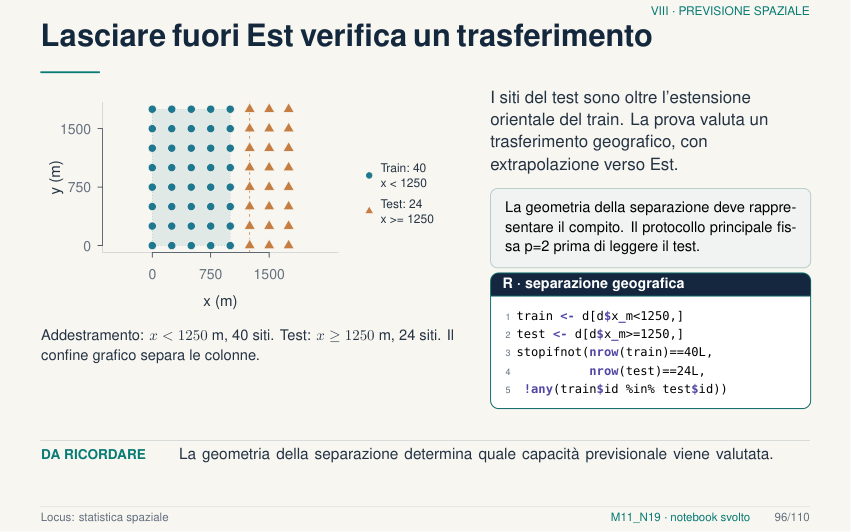 VIII · PREVISIONE SPAZIALE
Lasciare fuori Est verifica un trasferimento
1500
750
0
y (m)
0
750
1500
x (m)
Train: 40
x < 1250
Test: 24
x >= 1250
Addestramento: x < 1250 m, 40 siti. Test: x ≥ 1250 m, 24 siti. Il
confine grafico separa le colonne.
I siti del test sono oltre l'estensione
orientale del train. La prova valuta un
trasferimento geografico, con
extrapolazione verso Est.
La geometria della separazione deve rappre-
sentare il compito. Il protocollo principale fis-
sa p=2 prima di leggere il test.
R · separazione geografica
1 train <- d[d$x_m<1250,]
2 test <- d[d$x_m>=1250,]
3 stopifnot(nrow(train)==40L,
4 nrow(test)==24L,
5 !any(train$id %in% test$id))
DA RICORDARE La geometria della separazione determina quale capacità previsionale viene valutata.
Locus: statistica spaziale
M11_N19 · notebook svolto
96/110